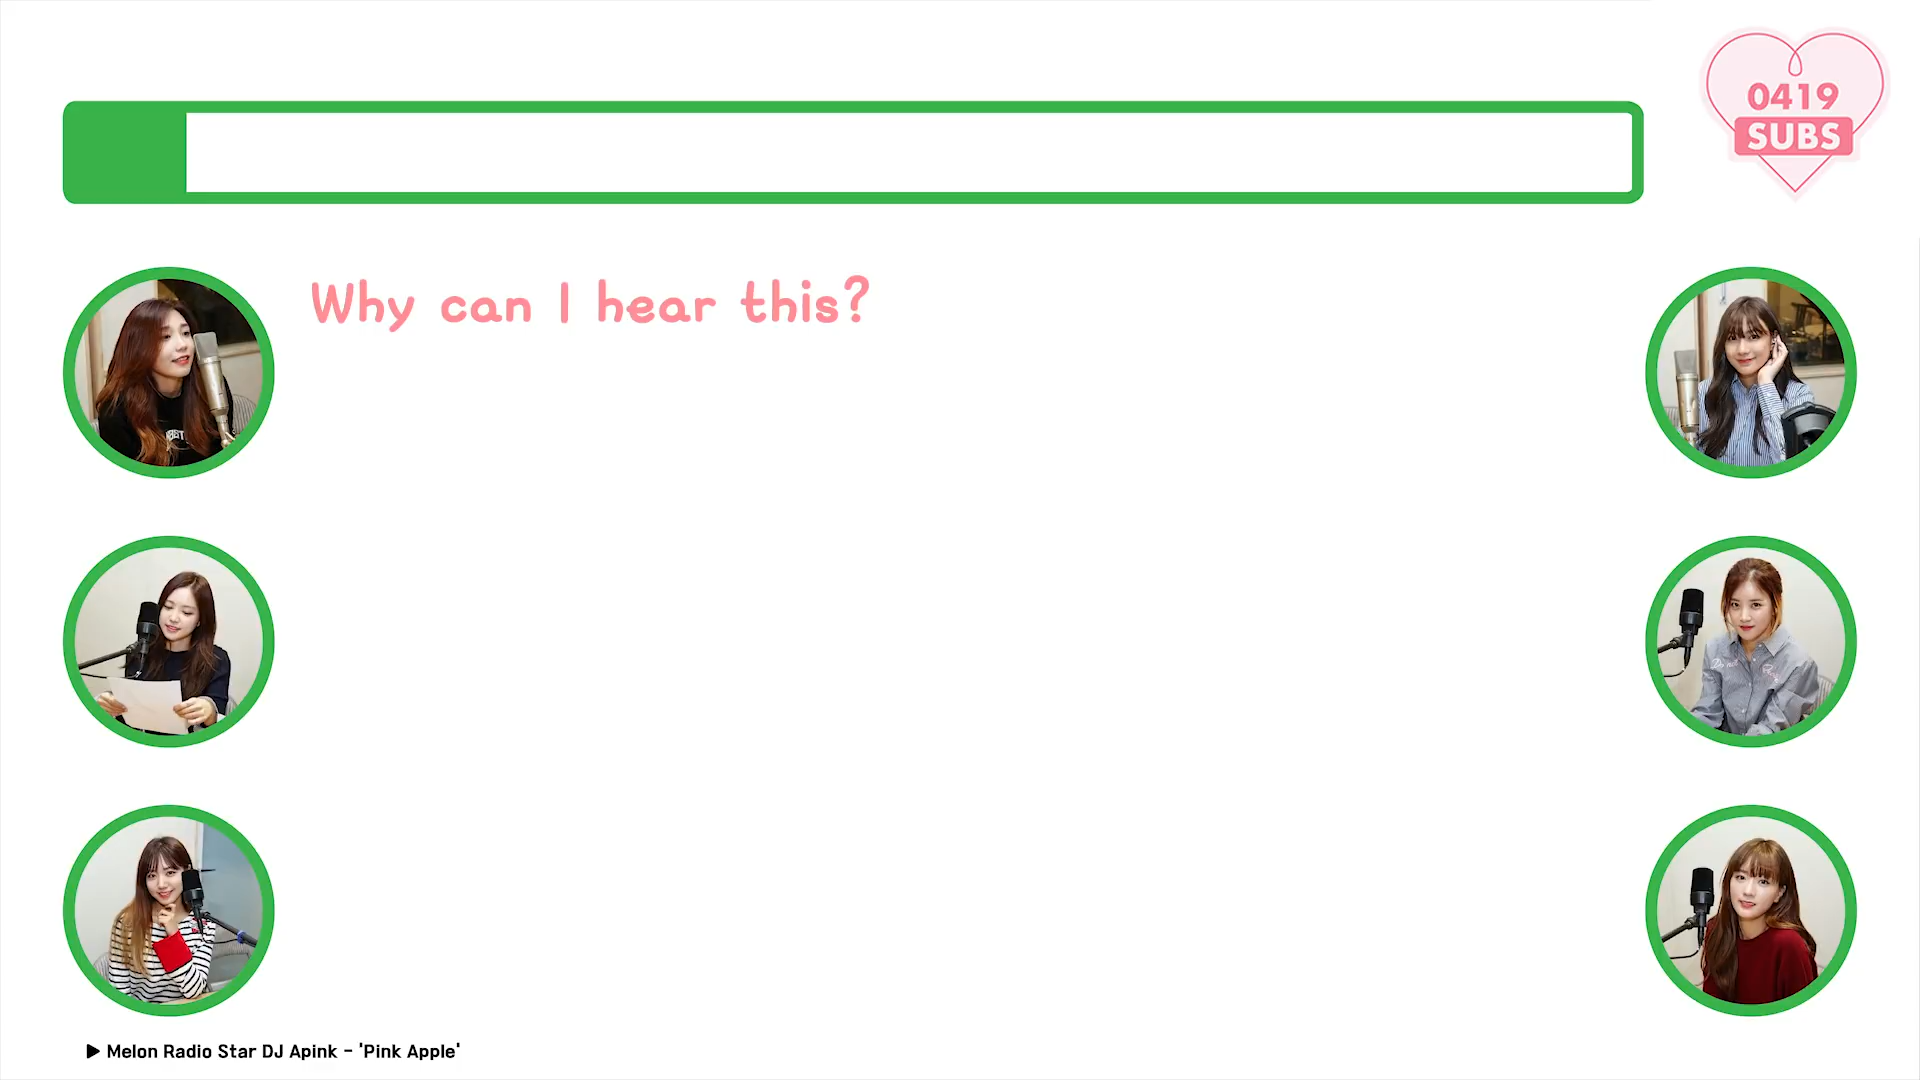 0419
SUBS
Why can I hear this?
▶ Melon Radio Star DJ Apink - 'Pink Apple'